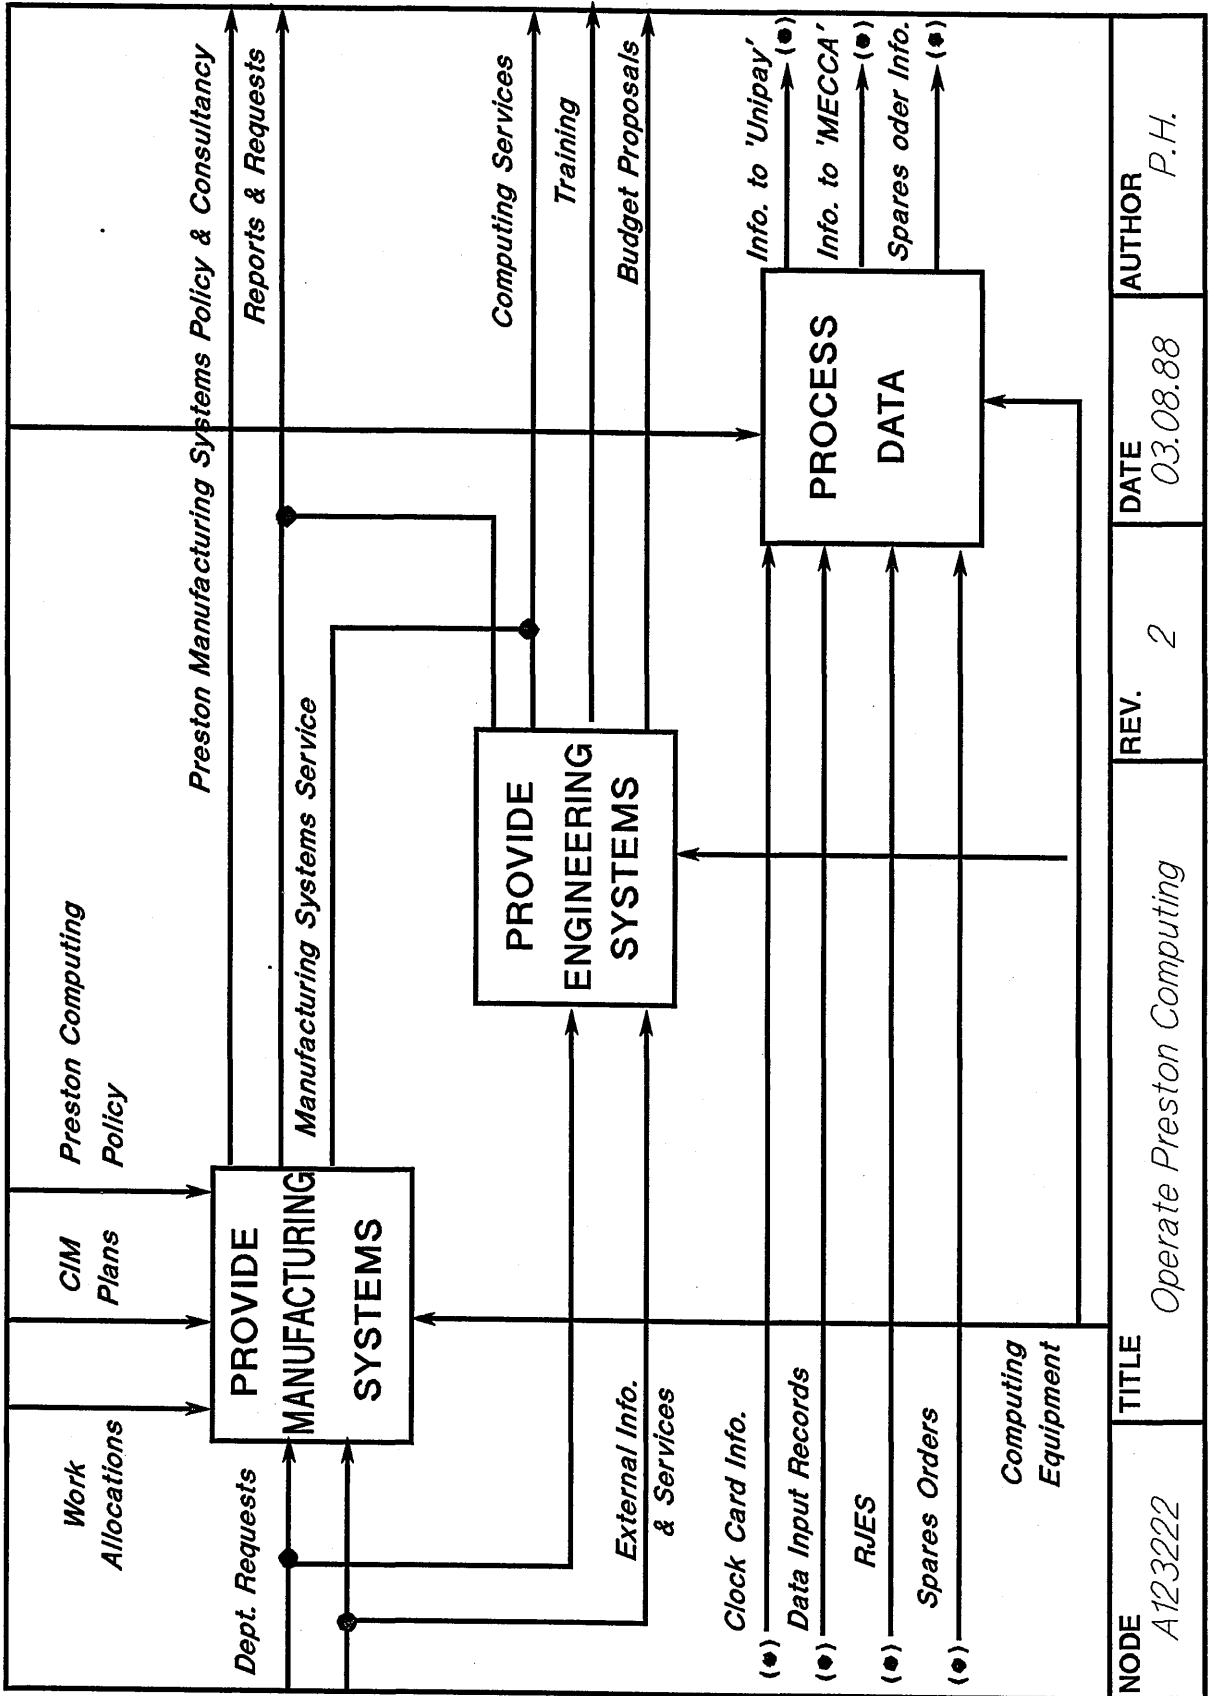 Work
Allocations
CIM
Plans
Preston Computing
Policy
Preston Manufacturing Systems Policy & Consultancy
Reports & Requests
Dept. Requests
PROVIDE
MANUFACTURING
SYSTEMS
Manufacturing Systems Service
Computing Services
Training
Budget Proposals
PROVIDE
ENGINEERING
SYSTEMS
External Info.
& Services
Clock Card Info.
Data Input Records
RJES
Spares Orders
PROCESS
DATA
Info. to 'Unipay'
Info. to 'MECCA'
Spares oder Info.
Computing
Equipment
NODE
A123222
TITLE
Operate Preston Computing
REV.
2
DATE
03.08.88
AUTHOR
P.H.